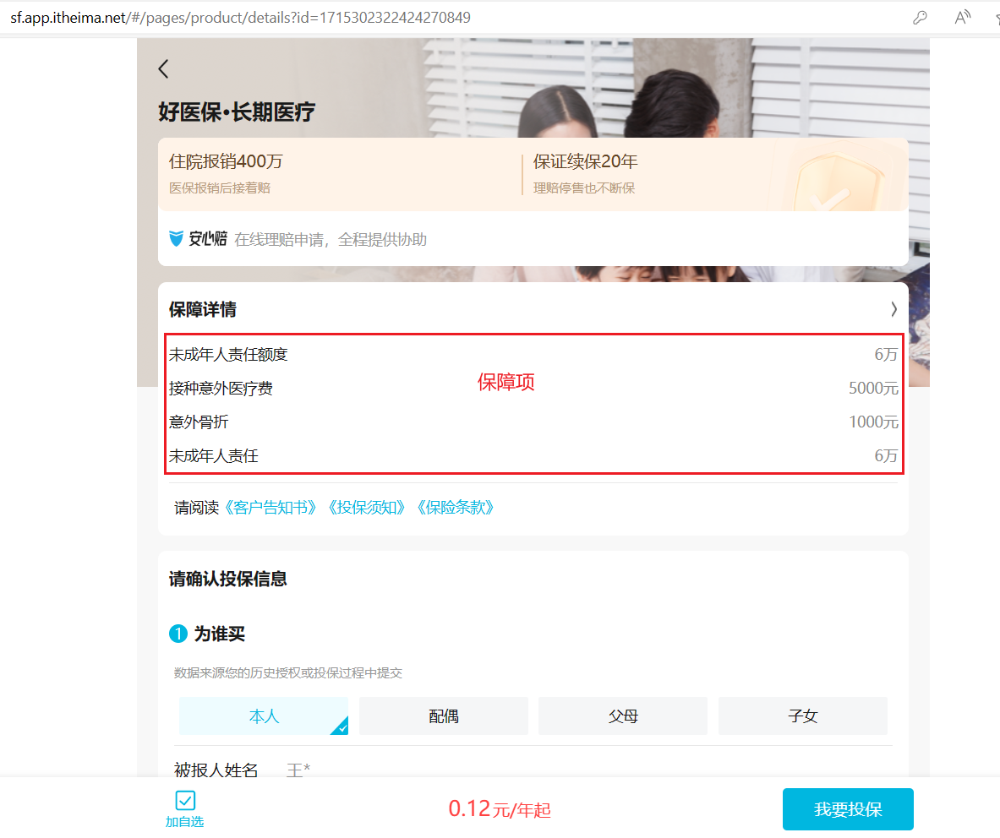 sf.app.itheima.net/#/pages/product/details?id=1715302322424270849
好医保·长期医疗
住院报销400万
医保报销后接着赔
保证续保20年
理赔停售也不断保
安心赔 在线理赔申请，全程提供协助
保障详情
未成年人责任额度 6万
保障项
接种意外医疗费 5000元
意外骨折 1000元
未成年人责任 6万
请阅读《客户告知书》《投保须知》《保险条款》
请确认投保信息
1 为谁买
数据来源您的历史授权或投保过程中提交
本人 配偶 父母 子女
被报人姓名 王*
加自选
0.12元/年起
我要投保